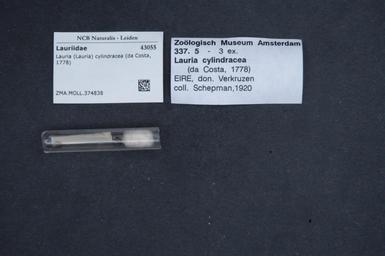 NCB Naturalis - Leiden
Lauriidae 43055
Lauria (Lauria) cylindracea (da Costa,
1778)
ZMA.MOLL.374838
Zoölogisch Museum Amsterdam
337. 5 - 3 ex.
Lauria cylindracea
(da Costa, 1778)
EIRE, don. Verkruzen
coll. Schepman,1920